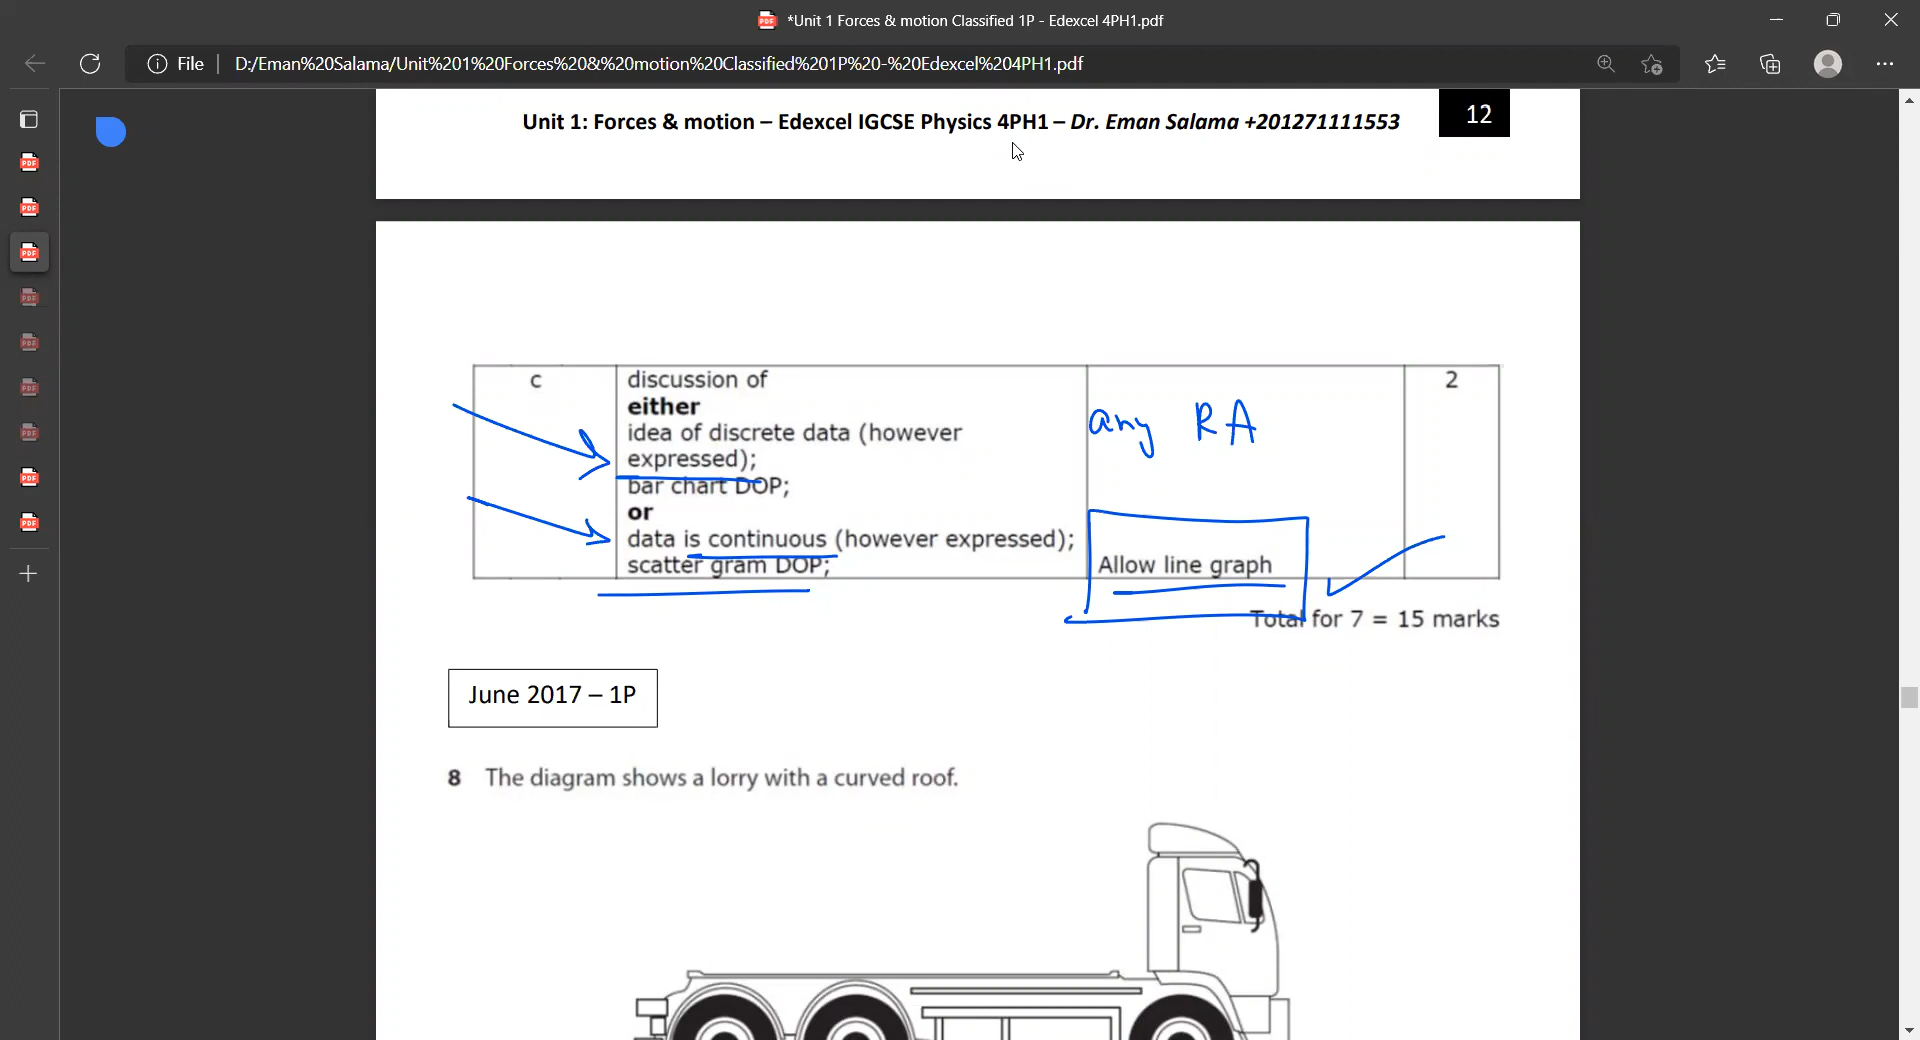 *Unit 1 Forces & motion Classified 1P - Edexcel 4PH1.pdf
File
D:/Eman%20Salama/Unit%201%20Forces%20&%20motion%20Classified%201P%20-%20Edexcel%204PH1.pdf
Unit 1: Forces & motion – Edexcel IGCSE Physics 4PH1 – Dr. Eman Salama +201271111553
12
c
discussion of
2
either
idea of discrete data (however
any RA
expressed);
bar chart DOP;
or
data is continuous (however expressed);
scatter gram DOP;
Allow line graph
Total for 7 = 15 marks
June 2017 – 1P
8 The diagram shows a lorry with a curved roof.